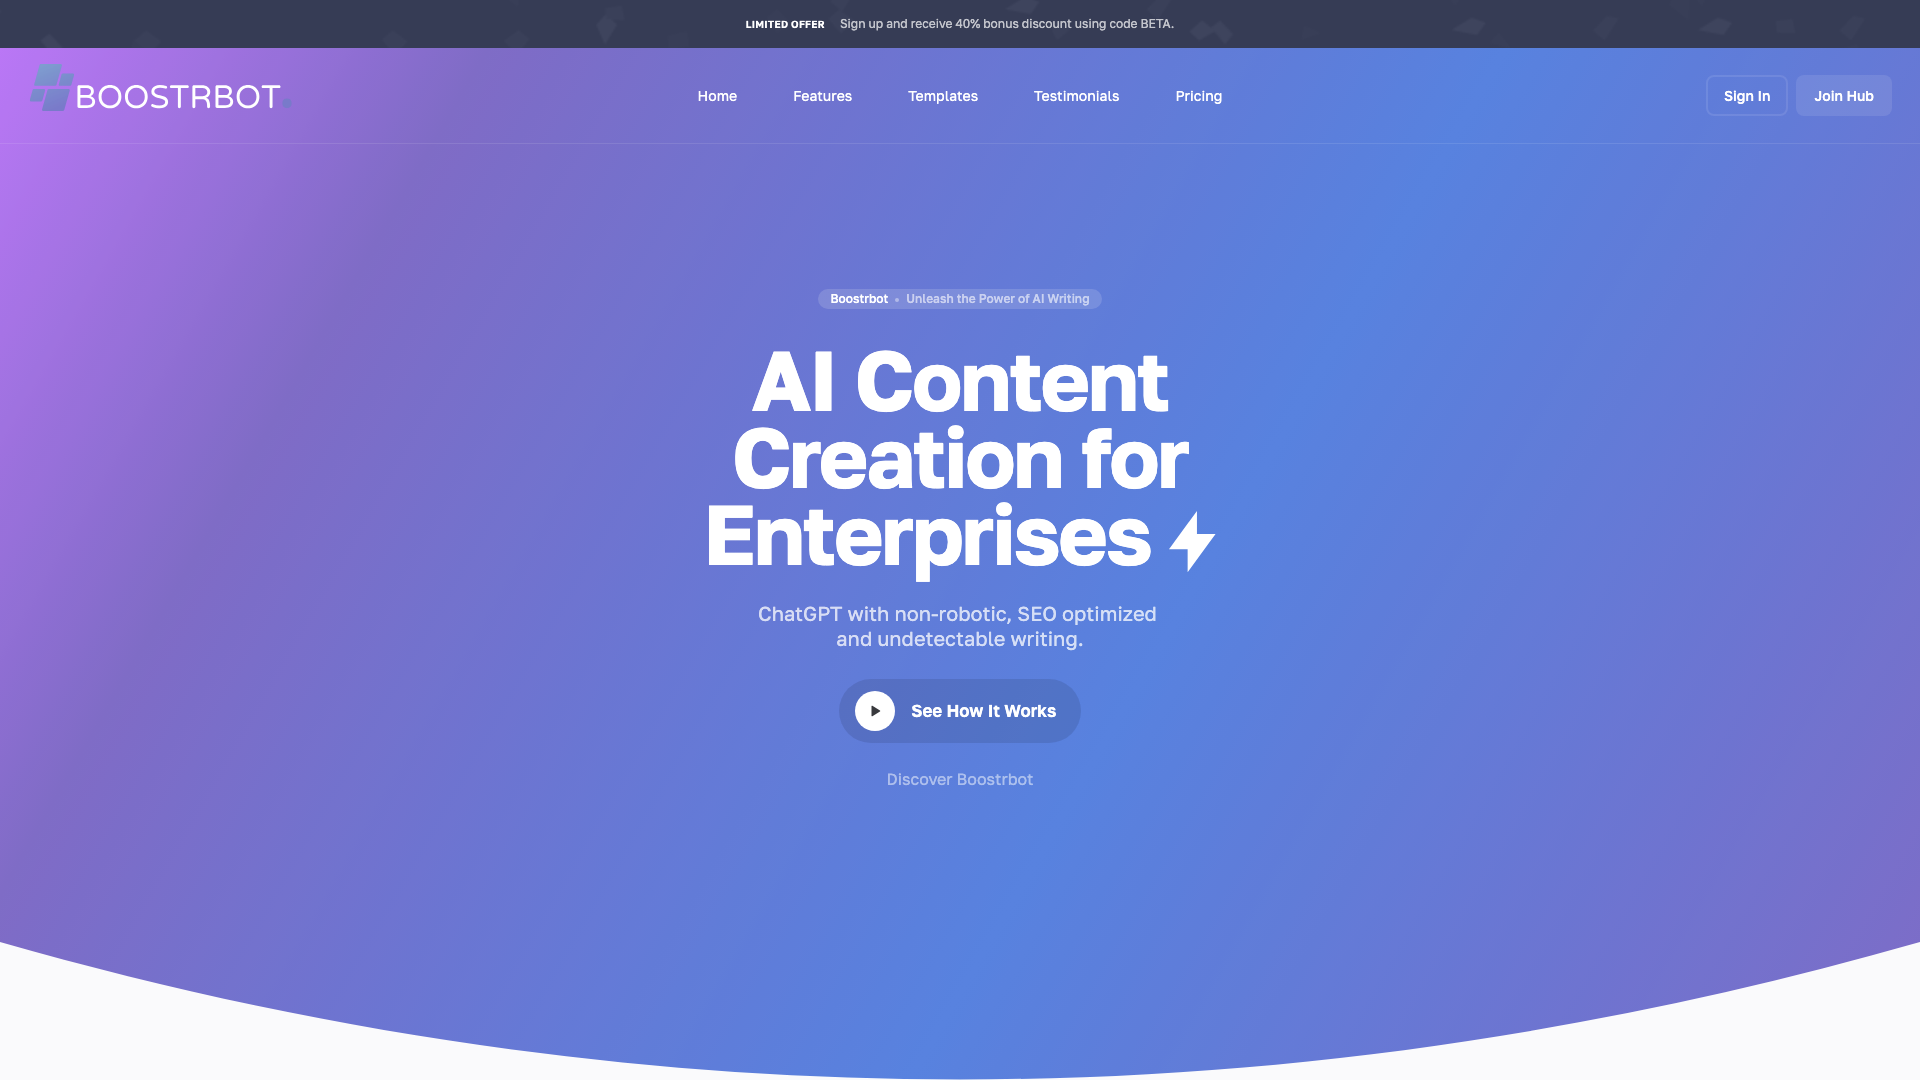 LIMITED OFFER Sign up and receive 40% bonus discount using code BETA.
BOOSTRBOT.
Home Features Templates Testimonials Pricing
Sign In Join Hub
Boostrbot • Unleash the Power of AI Writing
AI Content
Creation for
Enterprises
ChatGPT with non-robotic, SEO optimized
and undetectable writing.
See How It Works
Discover Boostrbot